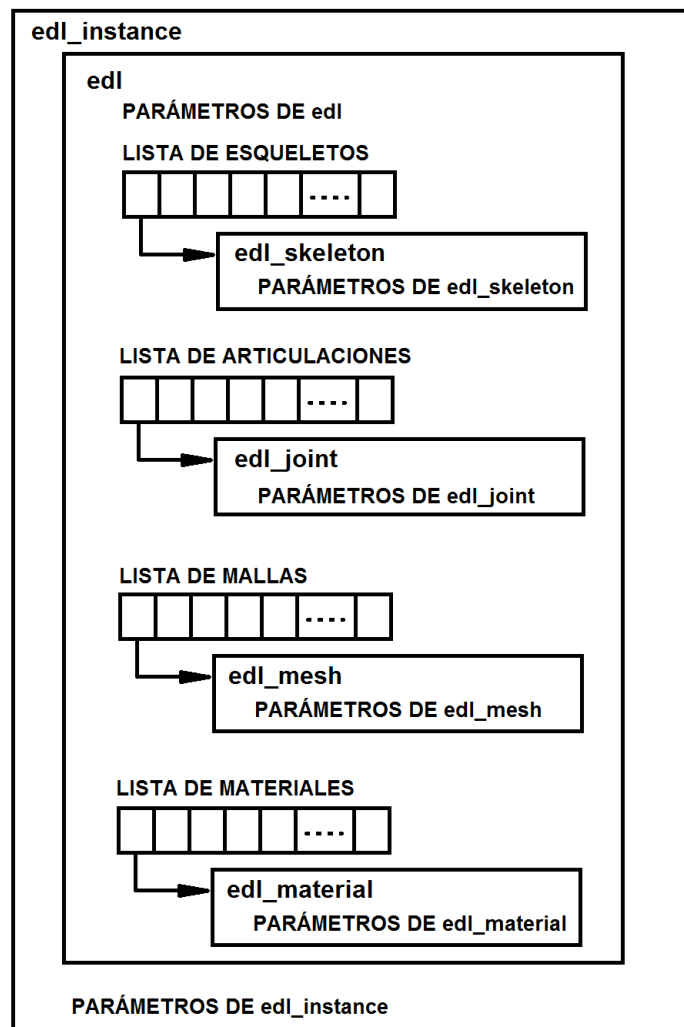 edl_instance
edl
PARÁMETROS DE edl
LISTA DE ESQUELETOS
----
edl_skeleton
PARÁMETROS DE edl_skeleton
LISTA DE ARTICULACIONES
----
edl_joint
PARÁMETROS DE edl_joint
LISTA DE MALLAS
----
edl_mesh
PARÁMETROS DE edl_mesh
LISTA DE MATERIALES
----
edl_material
PARÁMETROS DE edl_material
PARÁMETROS DE edl_instance